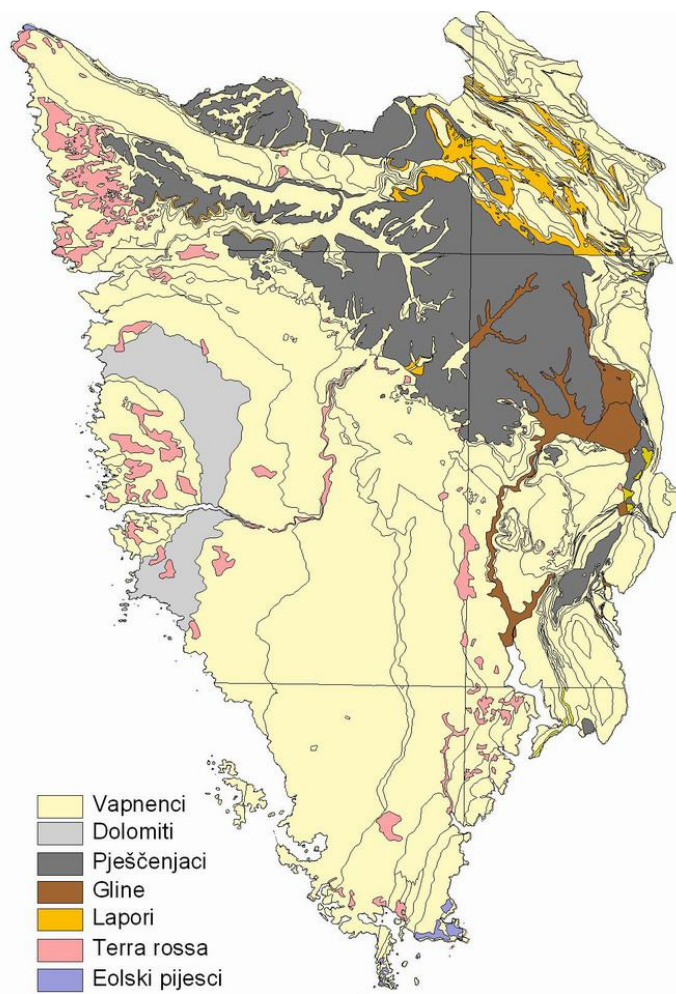 Vapnenci
Dolomiti
Pješčenjaci
Gline
Lapori
Terra rossa
Eolski pijesci